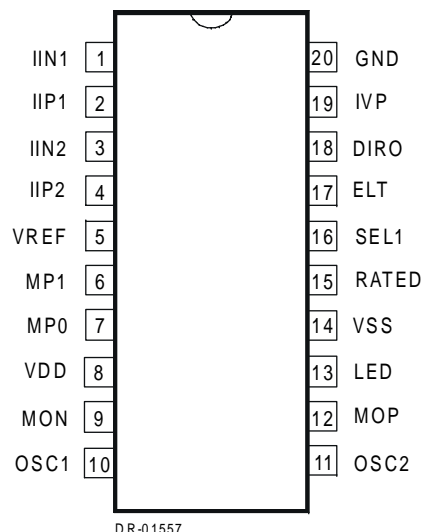 IIN1 1 20 GND
IIP1 2 19 IVP
IIN2 3 18 DIRO
IIP2 4 17 ELT
VREF 5 16 SEL1
MP1 6 15 RATED
MP0 7 14 VSS
VDD 8 13 LED
MON 9 12 MOP
OSC1 10 11 OSC2
DR-01557